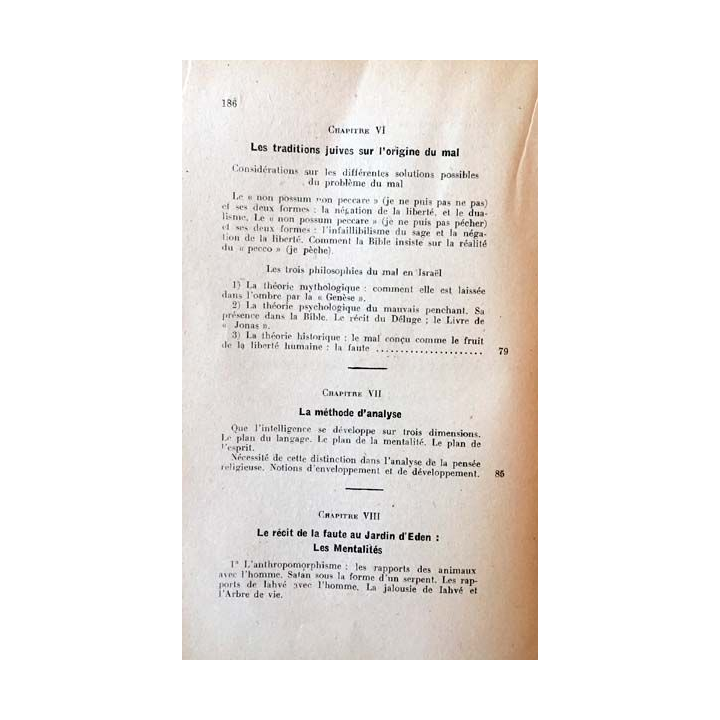 186
CHAPITRE VI
Les traditions juives sur l'origine du mal
Considérations sur les différentes solutions possibles
du problème du mal
Le « non possum non peccare » (je ne puis pas ne pas)
et ses deux formes : la négation de la liberté, et le dua-
lisme. Le « non possum peccare » (je ne puis pas pécher)
et ses deux formes : l'infaillibilisme du sage et la néga-
tion de la liberté. Comment la Bible insiste sur la réalité
du « pecco » (je pèche).
Les trois philosophies du mal en Israël
1) La théorie mythologique : comment elle est laissée
dans l'ombre par la « Genèse ».
2) La théorie psychologique du mauvais penchant. Sa
présence dans la Bible. Le récit du Déluge ; le Livre de
« Jonas ».
3) La théorie historique : le mal conçu comme le fruit
de la liberté humaine : la faute ...................... 79
CHAPITRE VII
La méthode d'analyse
Que l'intelligence se développe sur trois dimensions.
Le plan du langage. Le plan de la mentalité. Le plan de
l'esprit.
Nécessité de cette distinction dans l'analyse de la pensée
religieuse. Notions d'enveloppement et de développement. 85
CHAPITRE VIII
Le récit de la faute au Jardin d'Eden :
Les Mentalités
1° L'anthropomorphisme : les rapports des animaux
avec l'homme. Satan sous la forme d'un serpent. Les rap-
ports de Iahvé avec l'homme. La jalousie de Iahvé et
l'Arbre de vie.